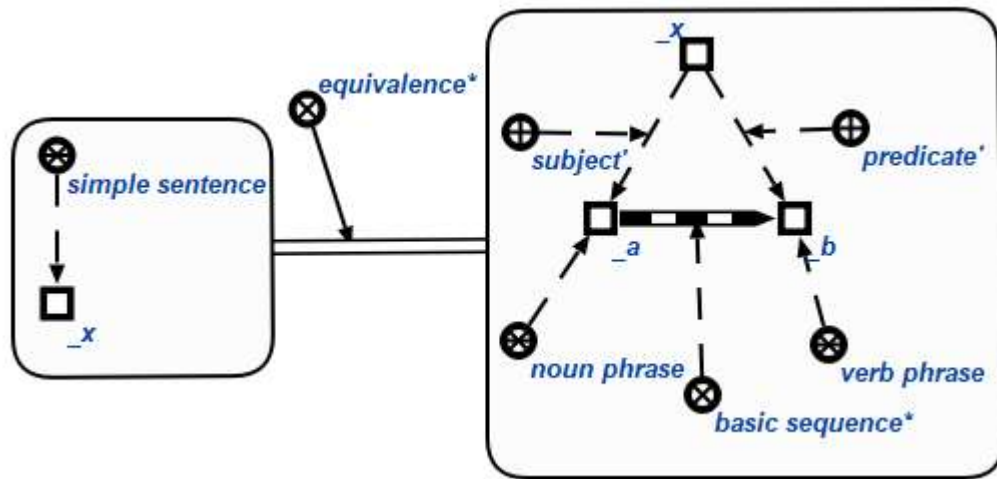 _x
equivalence*
subject'
predicate'
simple sentence
_a
_b
_x
noun phrase
verb phrase
basic sequence*